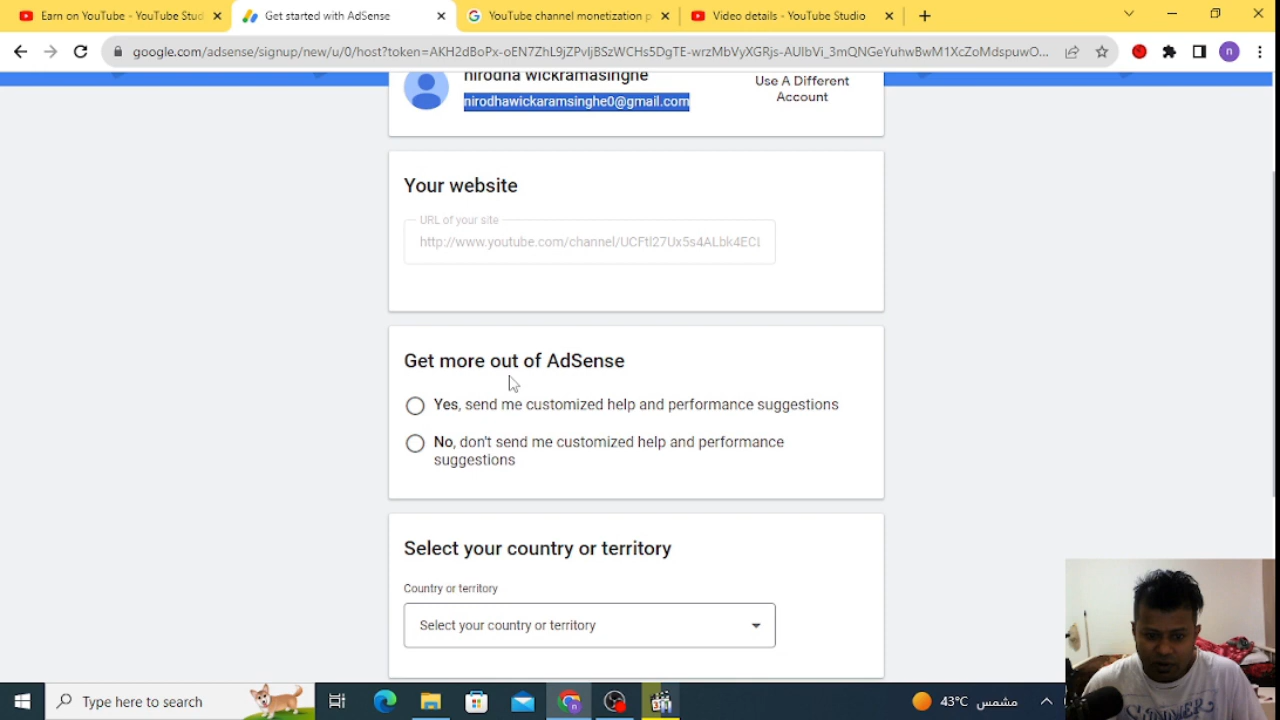 Earn on YouTube - YouTube Stud
Get started with AdSense
YouTube channel monetization p
Video details - YouTube Studio
google.com/adsense/signup/new/u/0/host?token=AKH2dBoPx-oEN7ZhL9jZPvIjBSzWCHs5DgTE-wrzMbVyXGRjs-AUIbVi_3mQNGeYuhwBwM1XcZoMdspuwO...
n
nirodha wickramasinghe
nirodhawickaramsinghe0@gmail.com
Use A Different
Account
Your website
URL of your site
http://www.youtube.com/channel/UCFtl27Ux5s4ALbk4EC
Get more out of AdSense
Yes, send me customized help and performance suggestions
No, don't send me customized help and performance
suggestions
Select your country or territory
Country or territory
Select your country or territory
Type here to search
43°C مشمس
SUMMER